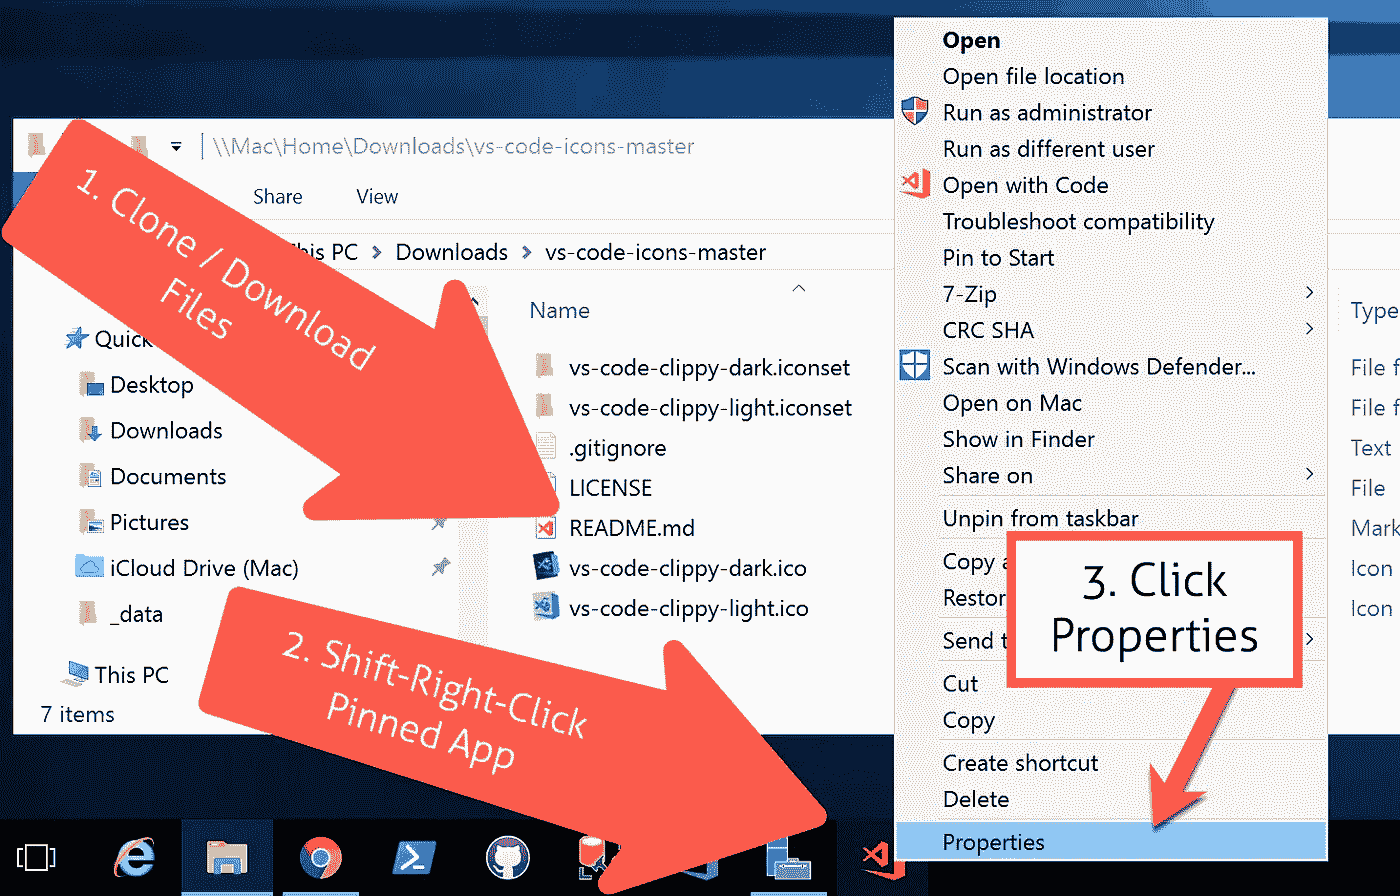 \\Mac\Home\Downloads\vs-code-icons-master
Share
View
1. Clone / Download
Files
This PC
Downloads
vs-code-icons-master
Name
Type
Quick
Desktop
Downloads
Documents
Pictures
iCloud Drive (Mac)
_data
This PC
7 items
vs-code-clippy-dark.iconset
File f
vs-code-clippy-light.iconset
File f
.gitignore
Text
LICENSE
File
README.md
Mark
vs-code-clippy-dark.ico
Icon
vs-code-clippy-light.ico
Icon
2. Shift-Right-Click
Pinned App
Open
Open file location
Run as administrator
Run as different user
Open with Code
Troubleshoot compatibility
Pin to Start
7-Zip
CRC SHA
Scan with Windows Defender...
Open on Mac
Show in Finder
Share on
Unpin from taskbar
Copy a
Restor
Send t
Cut
Copy
Create shortcut
Delete
Properties
3. Click
Properties